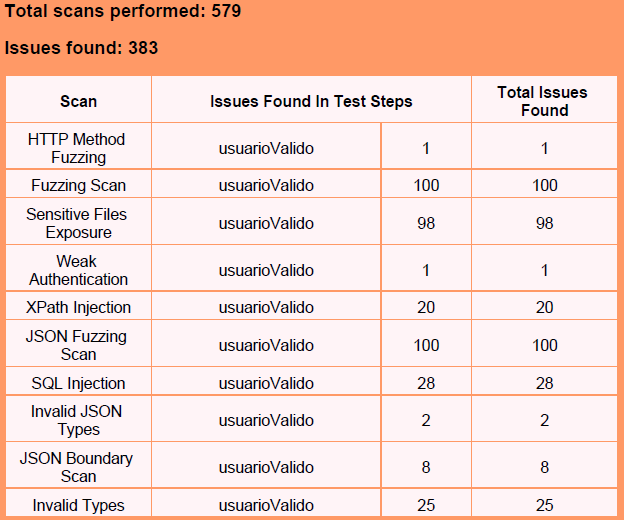 Total scans performed: 579
Issues found: 383
Scan Issues Found In Test Steps Total Issues Found
HTTP Method Fuzzing usuarioValido 1 1
Fuzzing Scan usuarioValido 100 100
Sensitive Files Exposure usuarioValido 98 98
Weak Authentication usuarioValido 1 1
XPath Injection usuarioValido 20 20
JSON Fuzzing Scan usuarioValido 100 100
SQL Injection usuarioValido 28 28
Invalid JSON Types usuarioValido 2 2
JSON Boundary Scan usuarioValido 8 8
Invalid Types usuarioValido 25 25